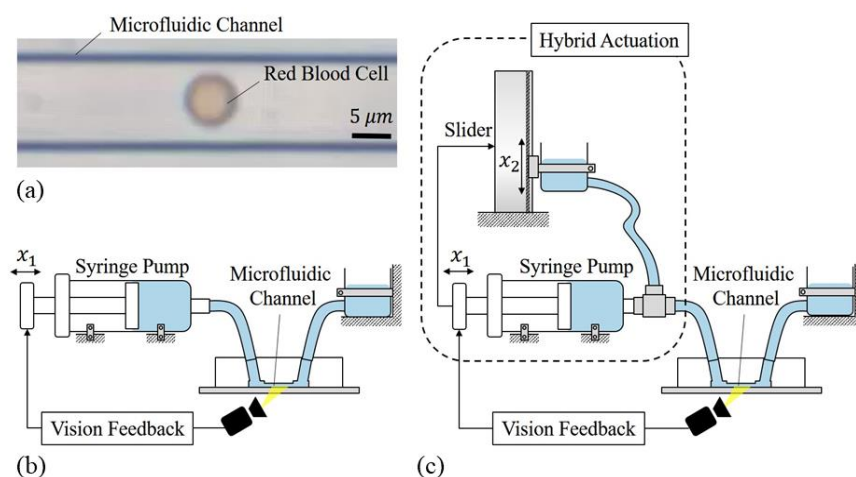 Microfluidic Channel
Red Blood Cell
5 μm
(a)
x₁
Syringe Pump
Microfluidic
Channel
Vision Feedback
(b)
Hybrid Actuation
Slider
x₂
x₁
Syringe Pump
Microfluidic
Channel
Vision Feedback
(c)